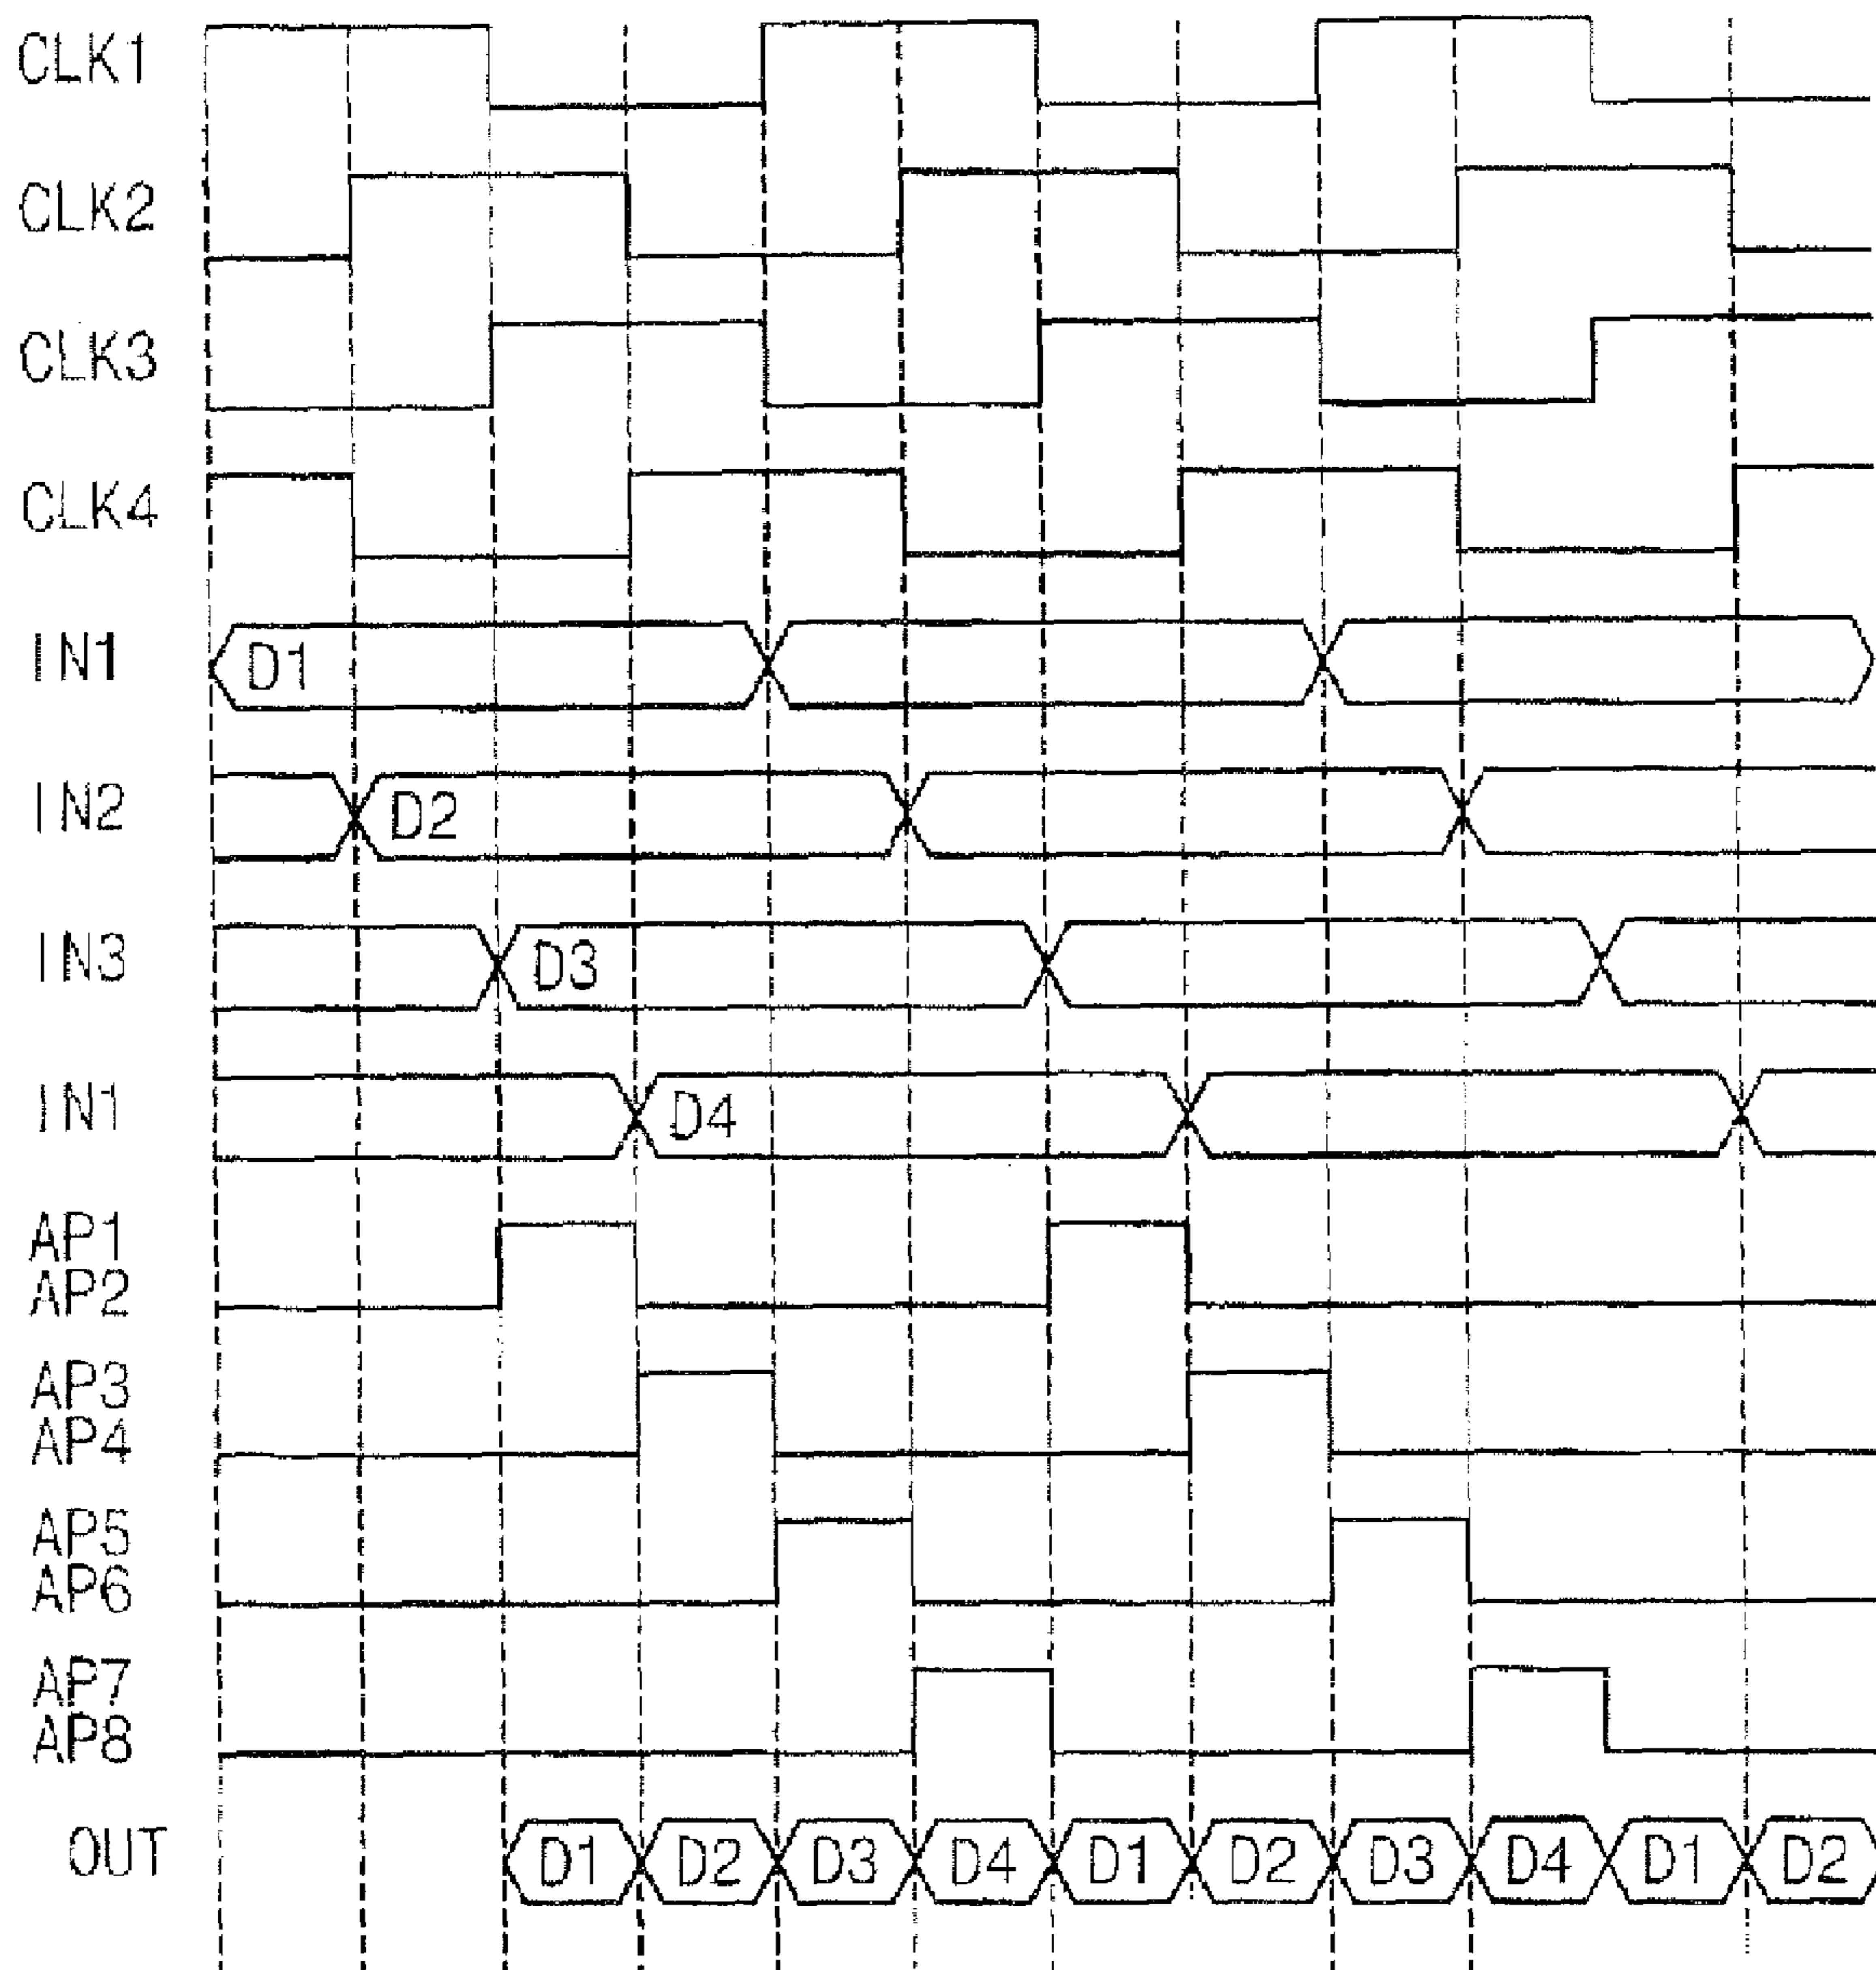 CLK1
CLK2
CLK3
CLK4
IN1 D1
IN2 D2
IN3 D3
IN1 D4
AP1
AP2
AP3
AP4
AP5
AP6
AP7
AP8
OUT D1 D2 D3 D4 D1 D2 D3 D4 D1 D2